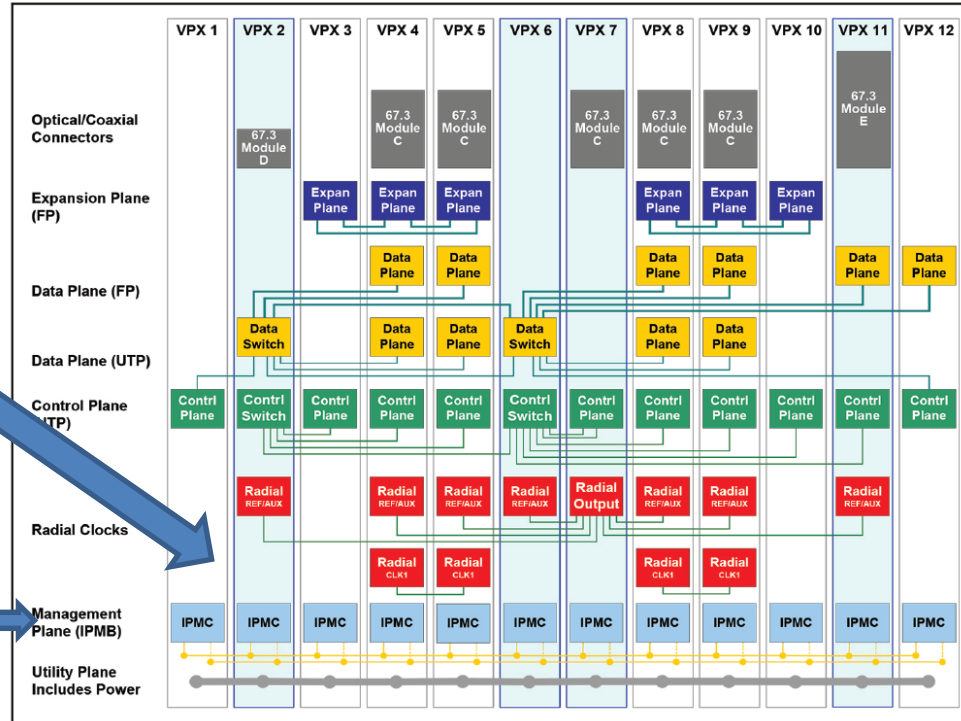 VPX 1 VPX 2 VPX 3 VPX 4 VPX 5 VPX 6 VPX 7 VPX 8 VPX 9 VPX 10 VPX 11 VPX 12
Optical/Coaxial
Connectors
67.3
Module
D
67.3
Module
C
67.3
Module
C
67.3
Module
C
67.3
Module
C
67.3
Module
C
67.3
Module
E
Expansion Plane
(FP)
Expan
Plane
Expan
Plane
Expan
Plane
Expan
Plane
Expan
Plane
Expan
Plane
Data Plane (FP)
Data
Plane
Data
Plane
Data
Plane
Data
Plane
Data
Plane
Data
Plane
Data Plane (UTP)
Data
Switch
Data
Plane
Data
Plane
Data
Switch
Data
Plane
Data
Plane
Control Plane
Contrl
Plane
Contrl
Switch
Contrl
Plane
Contrl
Plane
Contrl
Plane
Contrl
Switch
Contrl
Plane
Contrl
Plane
Contrl
Plane
Contrl
Plane
Contrl
Plane
Contrl
Plane
Radial Clocks
Radial
REF/AUX
Radial
REF/AUX
Radial
REF/AUX
Radial
REF/AUX
Radial
Output
Radial
REF/AUX
Radial
REF/AUX
Radial
REF/AUX
Radial
CLK1
Radial
CLK1
Radial
CLK1
Radial
CLK1
Management
Plane (IPMB)
IPMC IPMC IPMC IPMC IPMC IPMC IPMC IPMC IPMC IPMC IPMC IPMC
Utility Plane
Includes Power